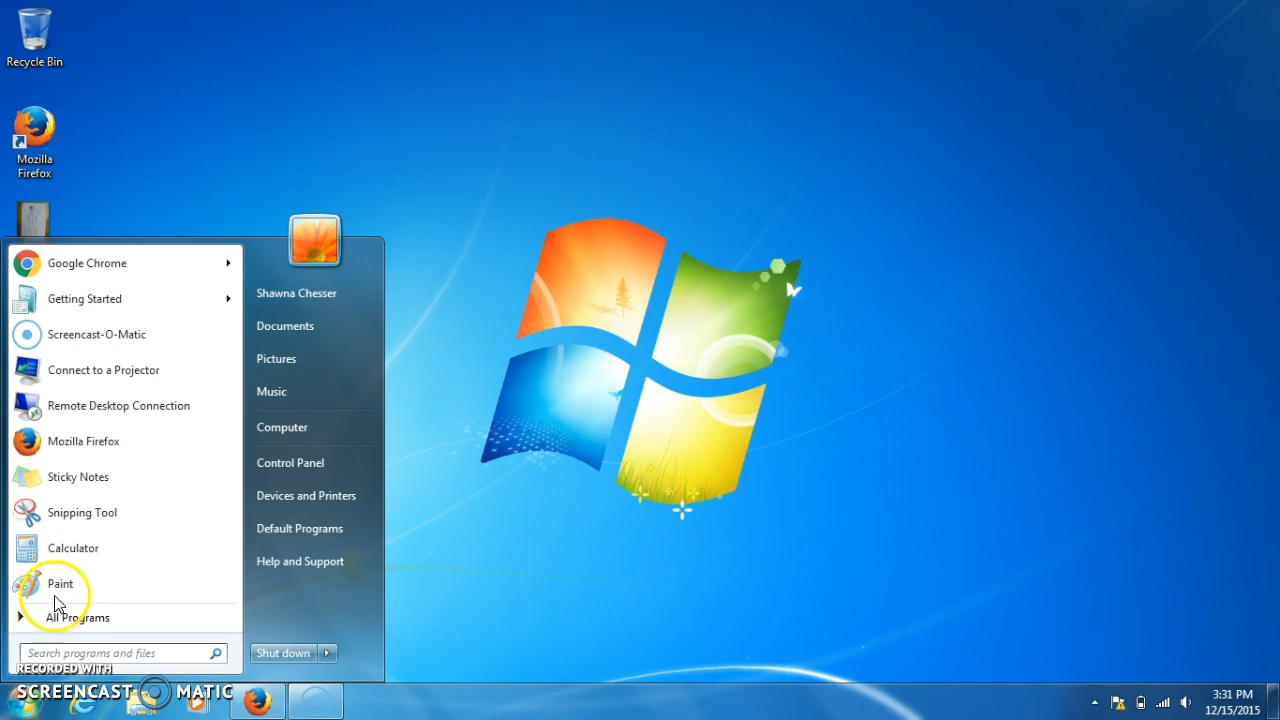 Recycle Bin
Mozilla
Firefox
Google Chrome
Getting Started
Screencast-O-Matic
Connect to a Projector
Remote Desktop Connection
Mozilla Firefox
Sticky Notes
Snipping Tool
Calculator
Paint
All Programs
Search programs and files
Shawna Chesser
Documents
Pictures
Music
Computer
Control Panel
Devices and Printers
Default Programs
Help and Support
Shut down
RECORDED WITH
SCREENCAST MATIC
3:31 PM
12/15/2015